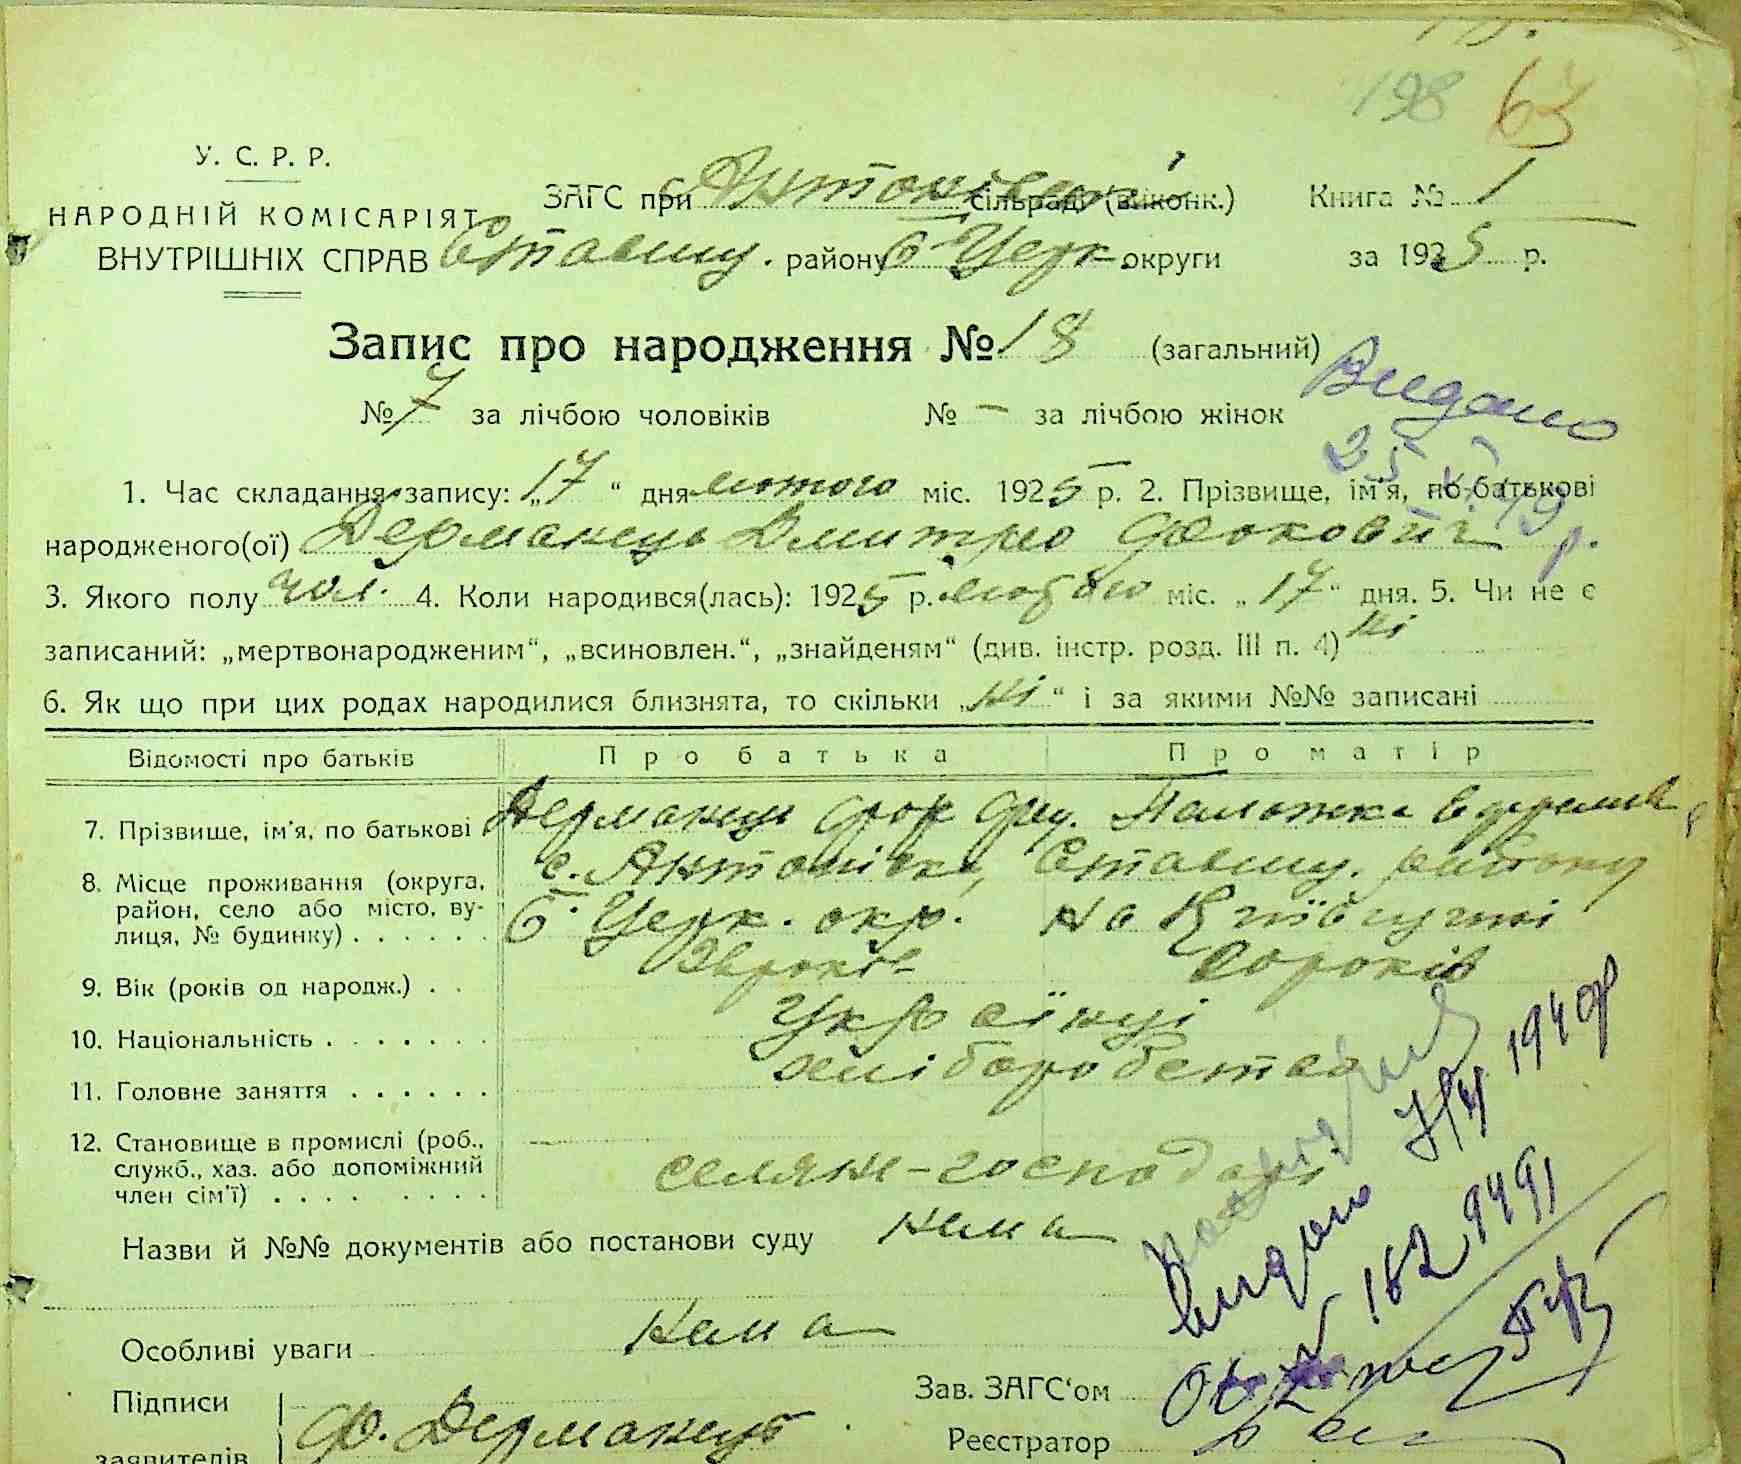 198 63
У. С. Р. Р.
НАРОДНІЙ КОМІСАРІЯТ
ВНУТРІШНІХ СПРАВ
ЗАГС при Антонівск сільраді (виконк.) Книга № 1
Ставищ. району Б-Церк. округи за 1925 р.
Запис про народження № 18 (загальний)
№ 7 за лічбою чоловіків № — за лічбою жінок
Видано
1. Час складання запису: „17“ дня лютого міс. 1925 р. 2. Прізвище, ім'я, по-батькові
народженого(ої) Дерманець Дмитрео Фрокович
3. Якого полу чол. 4. Коли народився(лась): 1925 р. лютого міс. „17“ дня. 5. Чи не є
записаний: „мертвонародженим“, „всиновлен.“, „знайденям“ (див. інстр. розд. III п. 4) ні
6. Як що при цих родах народилися близнята, то скільки „ні“ і за якими №№ записані
Відомості про батьків Про батька Про матір
7. Прізвище, ім'я, по батькові Дерманець
8. Місце проживання (округа, район, село або місто, вулиця, № будинку) с. Антонівка, Ставищ. району
Б. Церк. окр. на Київщині
9. Вік (років од народж.) років
10. Національність Українці
11. Головне заняття хліборобство
12. Становище в промислі (роб., служб., хаз. або допоміжний член сім'ї) селяне-господарі
Назви й №№ документів або постанови суду нема
Особливі уваги нема
Підписи
заявителів Ф. Дерманець
Зав. ЗАГС'ом
Реєстратор
видано